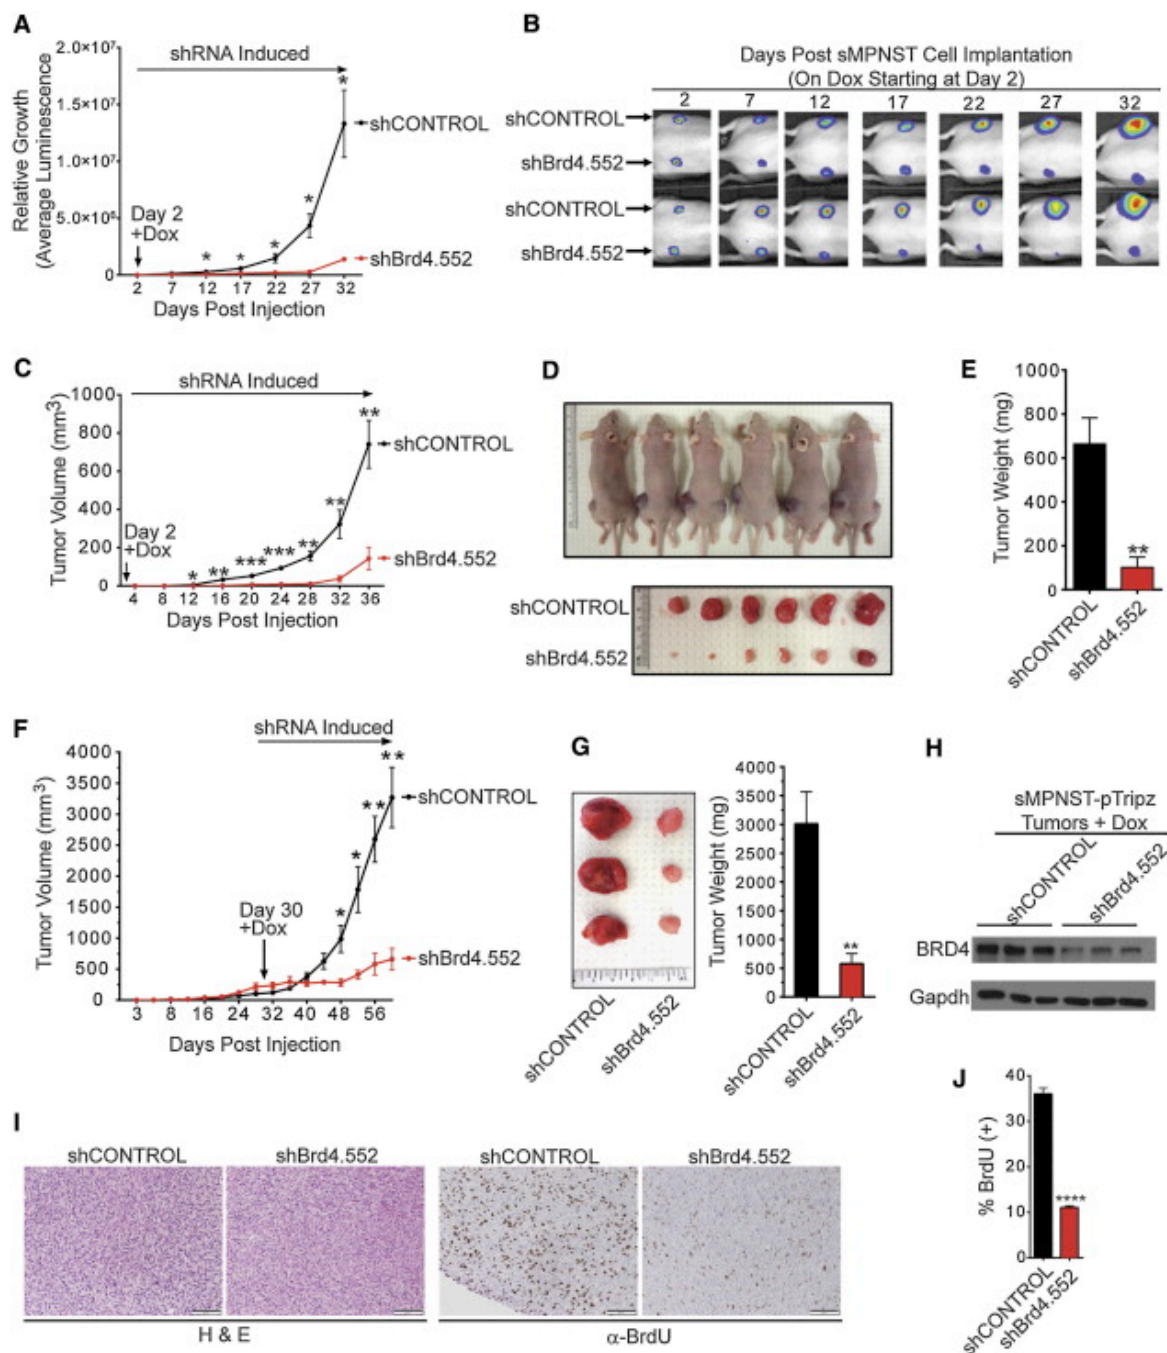 A
shRNA Induced
2.0×10⁷
1.5×10⁷
1.0×10⁷
5.0×10⁶
0
Relative Growth
(Average Luminescence)
Day 2
+Dox
*
*
*
*
*
shCONTROL
shBrd4.552
2 7 12 17 22 27 32
Days Post Injection
B
Days Post sMPNST Cell Implantation
(On Dox Starting at Day 2)
2 7 12 17 22 27 32
shCONTROL
shBrd4.552
shCONTROL
shBrd4.552
C
shRNA Induced
1000
800
600
400
200
0
Tumor Volume (mm3)
Day 2
+Dox
* ** *** *** ** ** **
shCONTROL
shBrd4.552
4 8 12 16 20 24 28 32 36
Days Post Injection
D
shCONTROL
shBrd4.552
E
1000
800
600
400
200
0
Tumor Weight (mg)
**
shCONTROL
shBrd4.552
F
shRNA Induced
4000
3500
3000
2500
2000
1500
1000
500
0
Tumor Volume (mm3)
Day 30
+Dox
* * ** **
shCONTROL
shBrd4.552
3 8 16 24 32 40 48 56
Days Post Injection
G
shCONTROL
shBrd4.552
4000
3500
3000
2500
2000
1500
1000
500
0
Tumor Weight (mg)
**
shCONTROL
shBrd4.552
H
sMPNST-pTripz
Tumors + Dox
shCONTROL
shBrd4.552
BRD4
Gapdh
I
shCONTROL shBrd4.552
H & E
shCONTROL shBrd4.552
α-BrdU
J
40
30
20
10
0
% BrdU (+)
****
shCONTROL
shBrd4.552